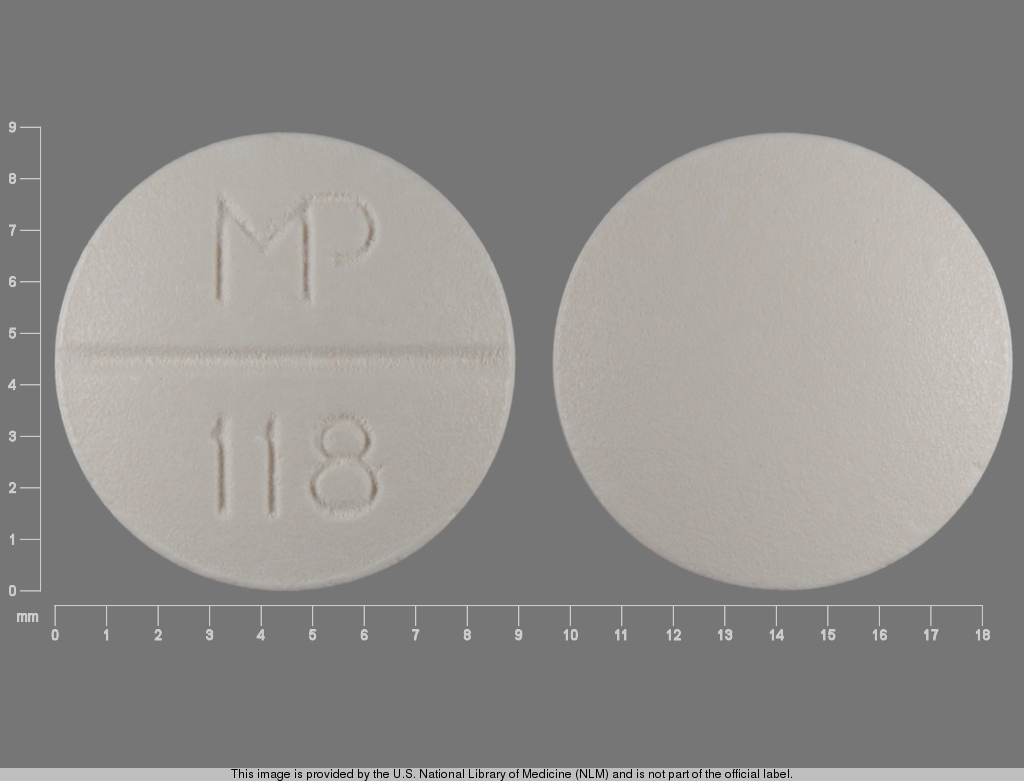 MP
118
9
8
7
6
5
4
3
2
1
0
mm
0 1 2 3 4 5 6 7 8 9 10 11 12 13 14 15 16 17 18
This image is provided by the U.S. National Library of Medicine (NLM) and is not part of the official label.